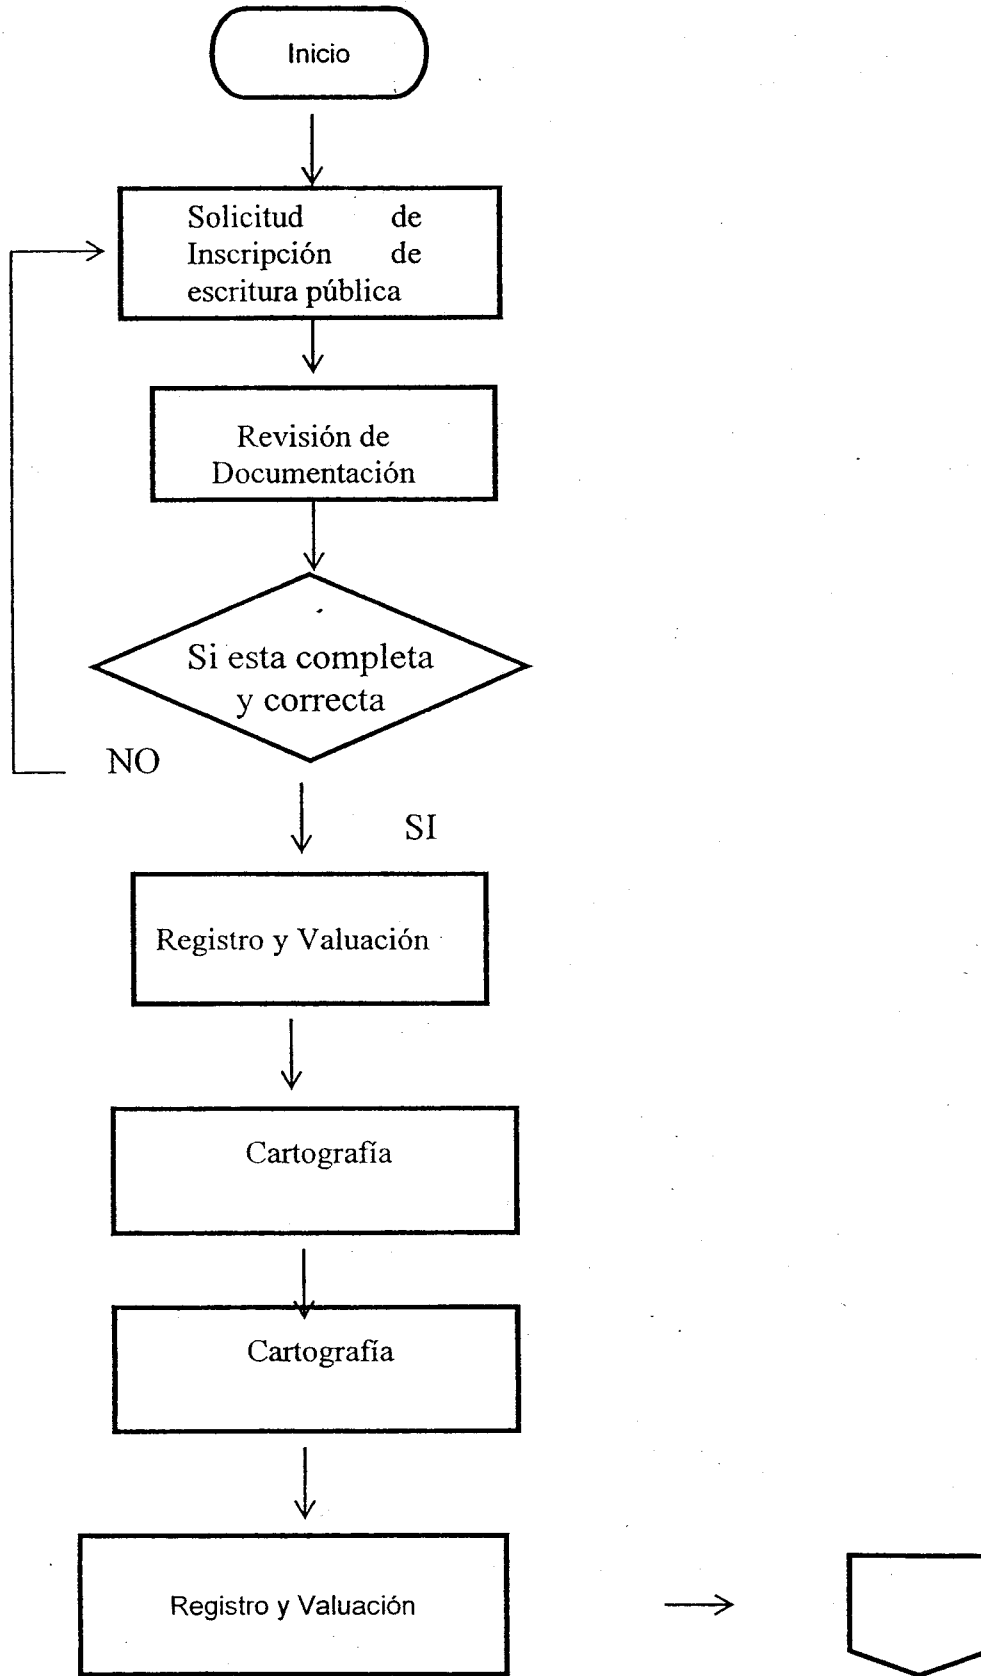 Inicio
Solicitud de
Inscripción de
escritura pública
Revisión de
Documentación
Si esta completa
y correcta
NO
SI
Registro y Valuación
Cartografía
Cartografía
Registro y Valuación